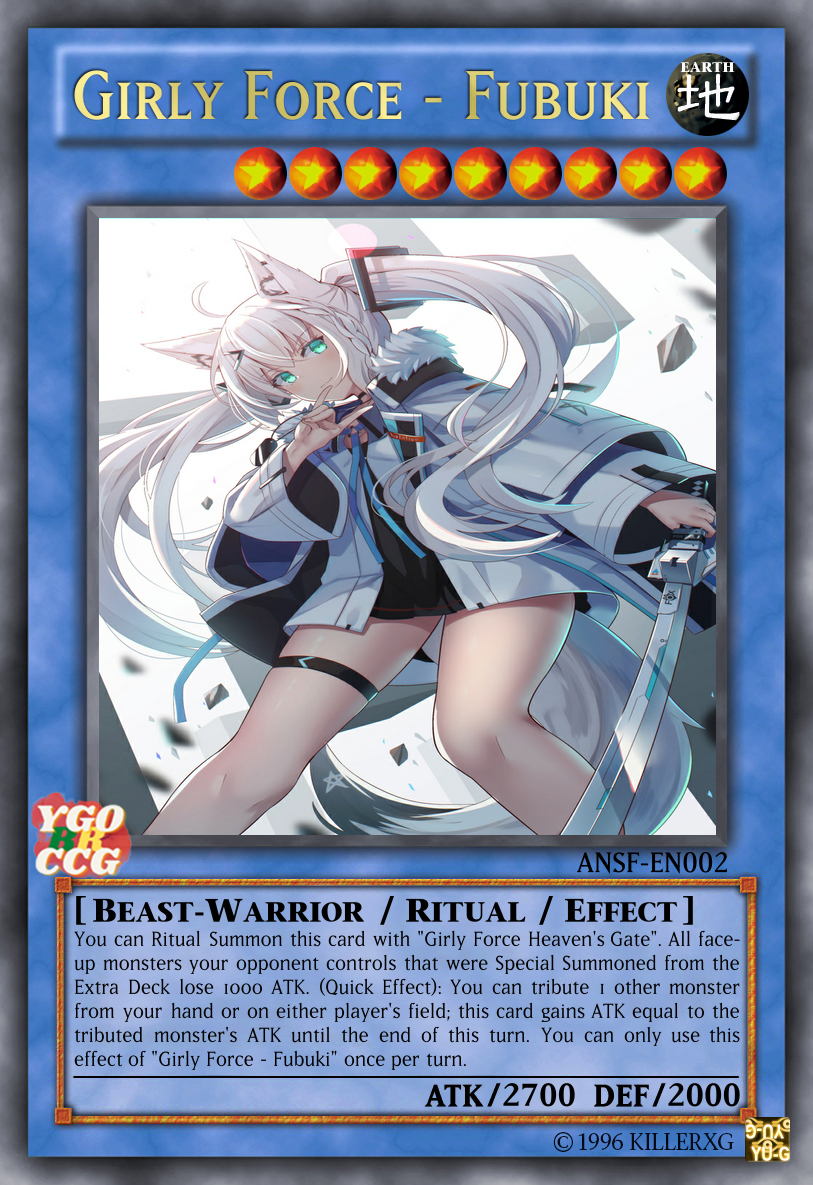 Girly Force - Fubuki
EARTH
地
YGO
RR
CCG
ANSF-EN002
[ Beast-Warrior / Ritual / Effect ]
You can Ritual Summon this card with "Girly Force Heaven's Gate". All face-
up monsters your opponent controls that were Special Summoned from the
Extra Deck lose 1000 ATK. (Quick Effect): You can tribute 1 other monster
from your hand or on either player's field; this card gains ATK equal to the
tributed monster's ATK until the end of this turn. You can only use this
effect of "Girly Force - Fubuki" once per turn.
ATK/2700 DEF/2000
© 1996 KILLERXG